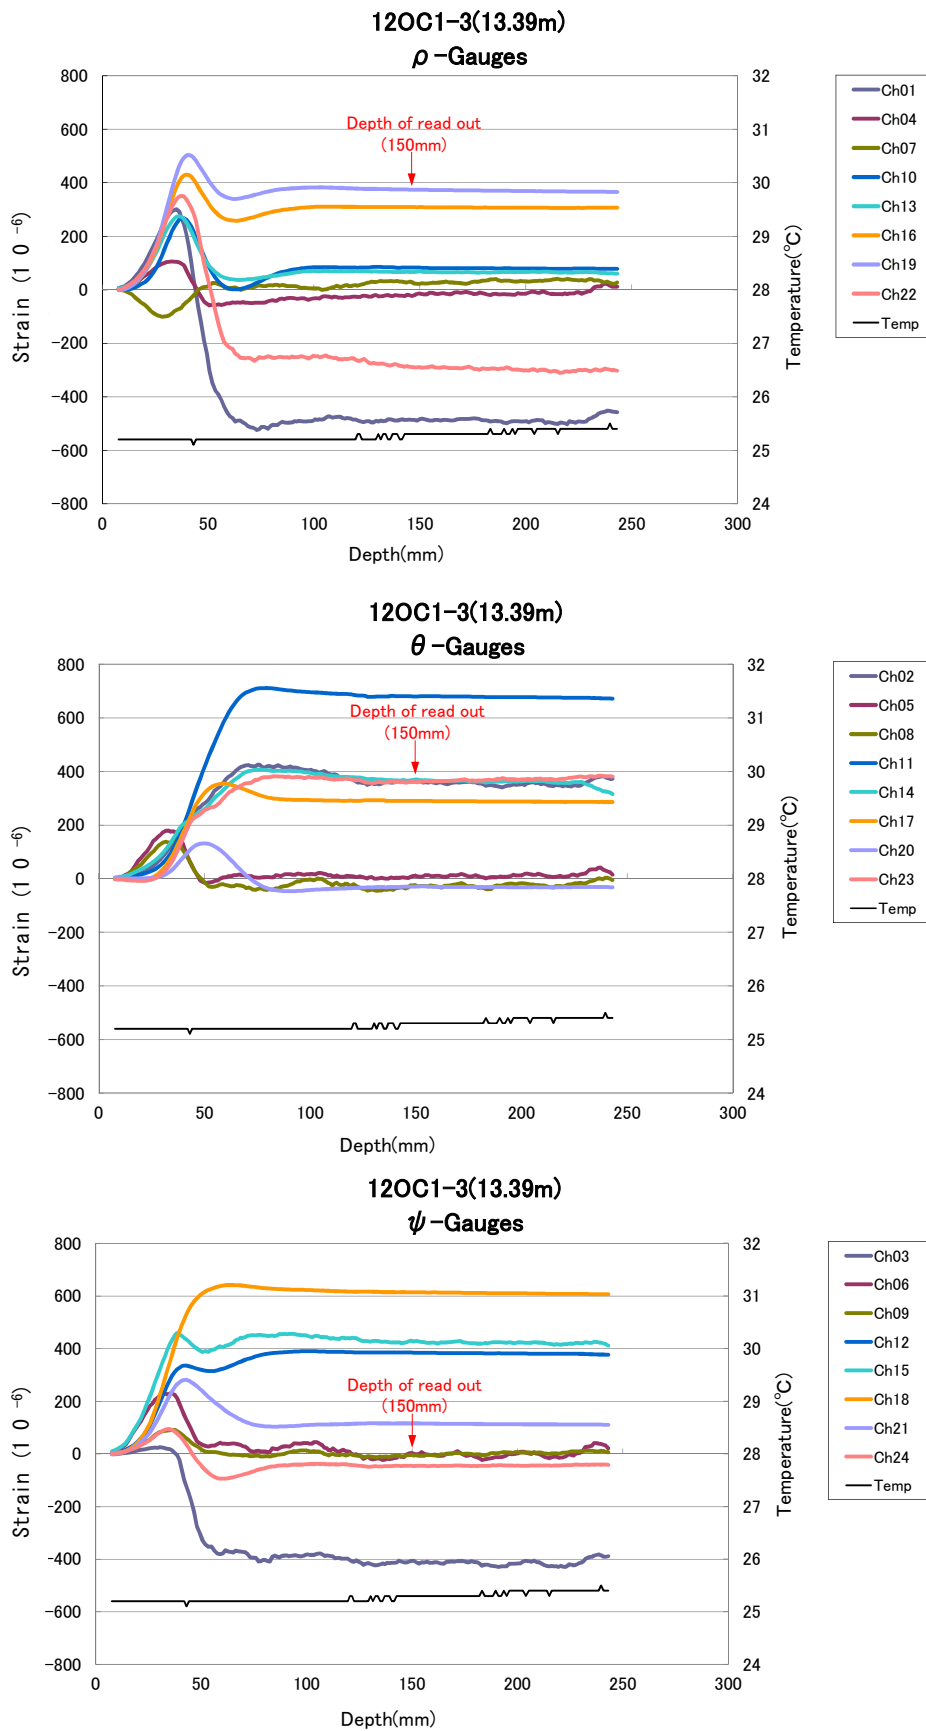 12OC1-3(13.39m)
ρ-Gauges
Strain (10⁻⁶)
800
600
400
200
0
-200
-400
-600
-800
Depth of read out
(150mm)
32
31
30
29
28
27
26
25
24
Temperature(℃)
0 50 100 150 200 250 300
Depth(mm)
Ch01
Ch04
Ch07
Ch10
Ch13
Ch16
Ch19
Ch22
Temp
12OC1-3(13.39m)
θ-Gauges
Strain (10⁻⁶)
800
600
400
200
0
-200
-400
-600
-800
Depth of read out
(150mm)
32
31
30
29
28
27
26
25
24
Temperature(℃)
0 50 100 150 200 250 300
Depth(mm)
Ch02
Ch05
Ch08
Ch11
Ch14
Ch17
Ch20
Ch23
Temp
12OC1-3(13.39m)
ψ-Gauges
Strain (10⁻⁶)
800
600
400
200
0
-200
-400
-600
-800
Depth of read out
(150mm)
32
31
30
29
28
27
26
25
24
Temperature(℃)
0 50 100 150 200 250 300
Depth(mm)
Ch03
Ch06
Ch09
Ch12
Ch15
Ch18
Ch21
Ch24
Temp